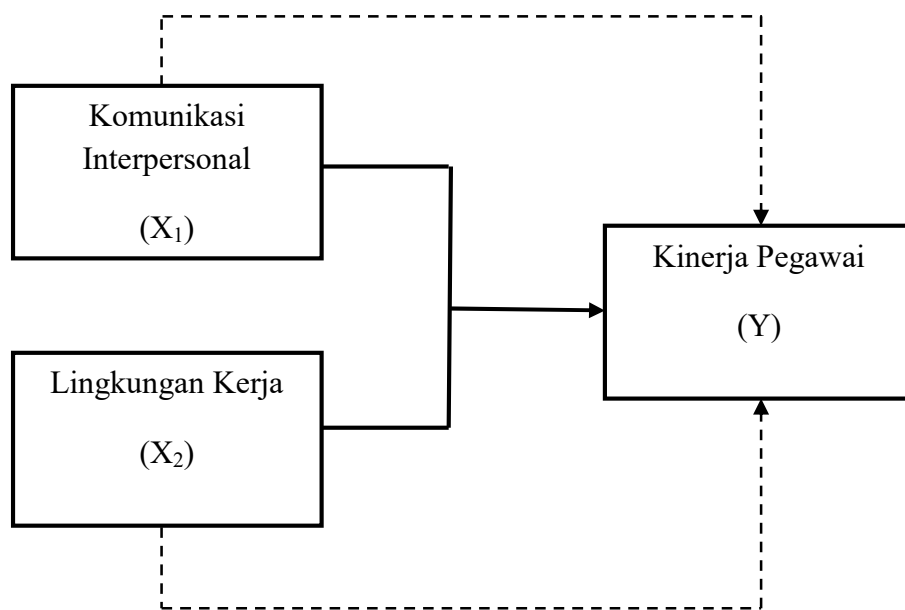 Komunikasi
Interpersonal
(X₁)
Kinerja Pegawai
(Y)
Lingkungan Kerja
(X₂)